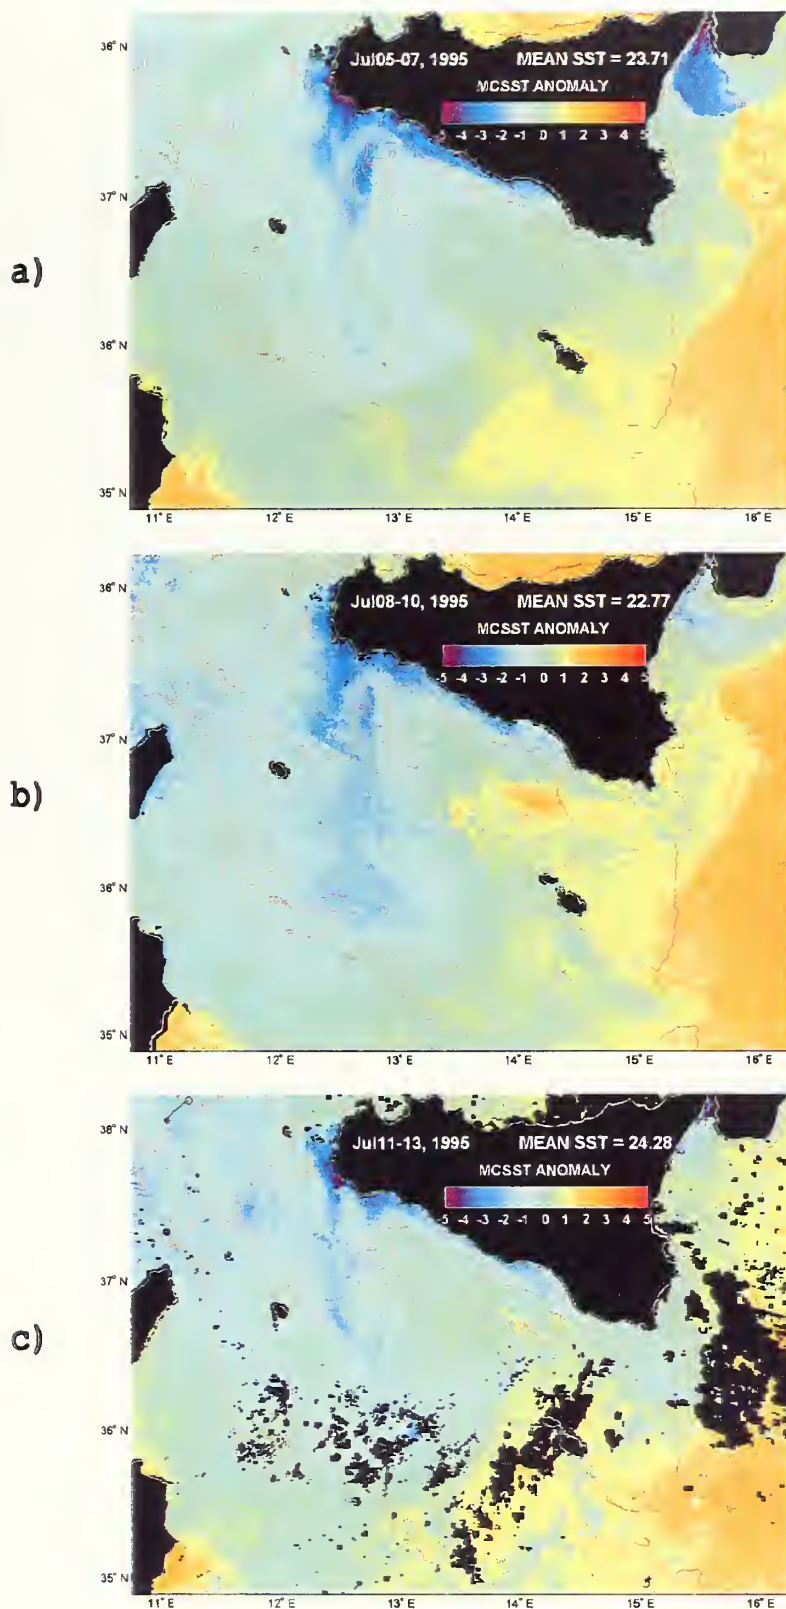 a)
36° N
37° N
36° N
35° N
Jul05-07, 1995 MEAN SST = 23.71
MCSST ANOMALY
-5 -4 -3 -2 -1 0 1 2 3 4 5
11° E 12° E 13° E 14° E 15° E 16° E
b)
36° N
37° N
36° N
35° N
Jul08-10, 1995 MEAN SST = 22.77
MCSST ANOMALY
-5 -4 -3 -2 -1 0 1 2 3 4 5
11° E 12° E 13° E 14° E 15° E 16° E
c)
38° N
37° N
36° N
35° N
Jul11-13, 1995 MEAN SST = 24.28
MCSST ANOMALY
-5 -4 -3 -2 -1 0 1 2 3 4 5
11° E 12° E 13° E 14° E 15° E 16° E